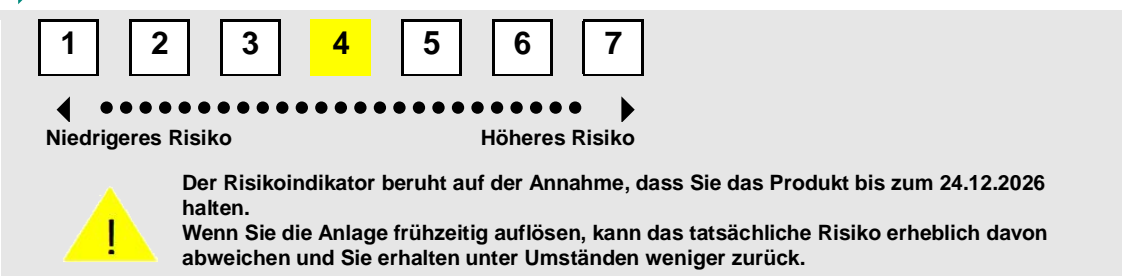 1 2 3 4 5 6 7
Niedrigeres Risiko Höheres Risiko
Der Risikoindikator beruht auf der Annahme, dass Sie das Produkt bis zum 24.12.2026
halten.
Wenn Sie die Anlage frühzeitig auflösen, kann das tatsächliche Risiko erheblich davon
abweichen und Sie erhalten unter Umständen weniger zurück.
!